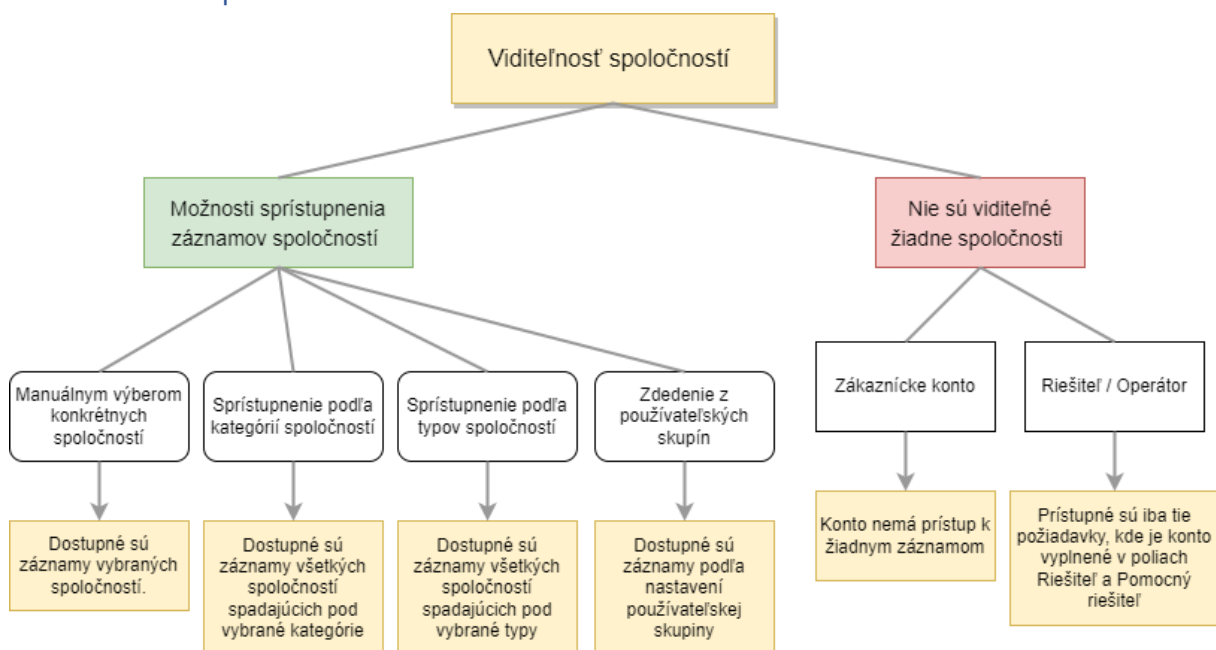 Viditeľnosť spoločností
Možnosti sprístupnenia
záznamov spoločností
Nie sú viditeľné
žiadne spoločnosti
Manuálnym výberom
konkrétnych
spoločností
Sprístupnenie podľa
kategórií spoločností
Sprístupnenie podľa
typov spoločností
Zdedenie z
používateľských
skupín
Zákaznícke konto
Riešiteľ / Operátor
Dostupné sú
záznamy vybraných
spoločností.
Dostupné sú
záznamy všetkých
spoločností
spadajúcich pod
vybrané kategórie
Dostupné sú
záznamy všetkých
spoločností
spadajúcich pod
vybrané typy
Dostupné sú
záznamy podľa
nastavení
používateľskej
skupiny
Konto nemá prístup k
žiadnym záznamom
Prístupné sú iba tie
požiadavky, kde je konto
vyplnené v poliach
Riešiteľ a Pomocný
riešiteľ